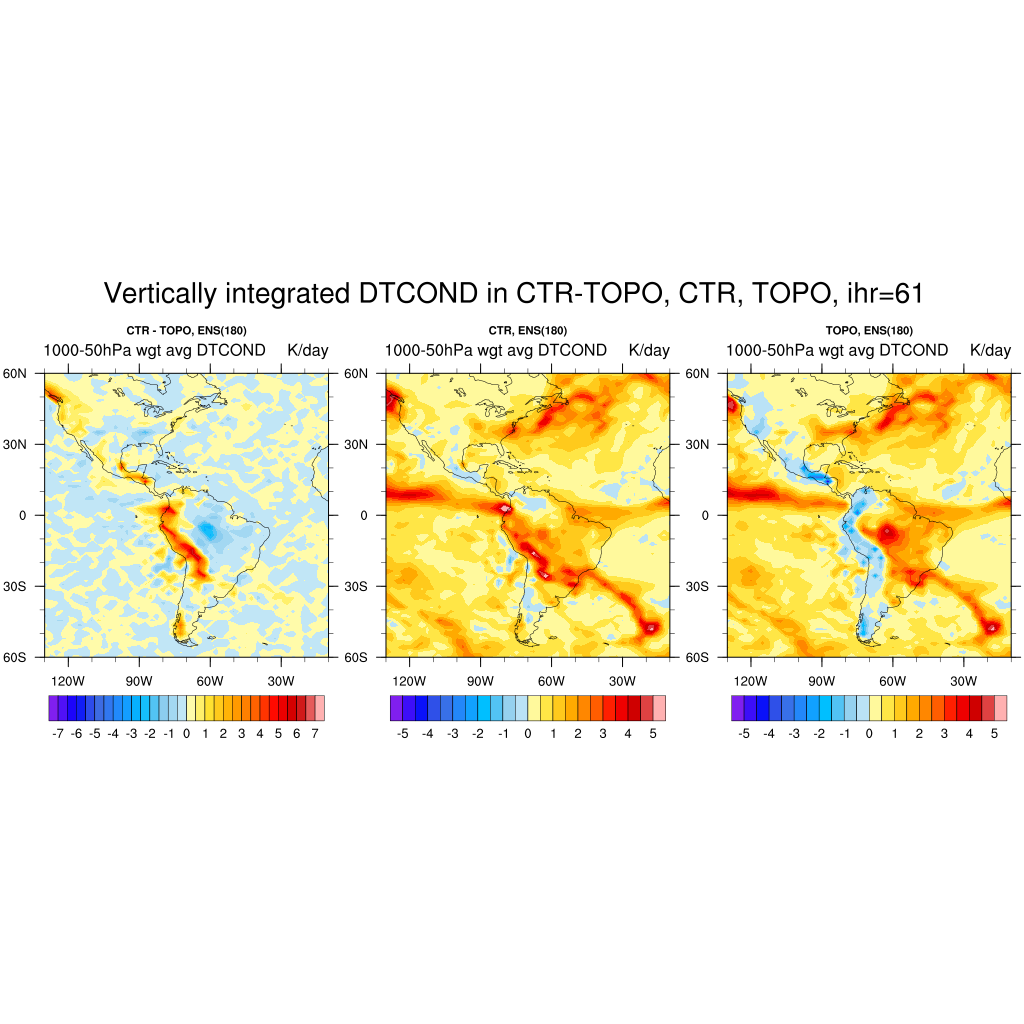 Vertically integrated DTCOND in CTR-TOPO, CTR, TOPO, ihr=61
CTR - TOPO, ENS(180)
1000-50hPa wgt avg DTCOND K/day
60N
30N
0
30S
60S
120W 90W 60W 30W
-7 -6 -5 -4 -3 -2 -1 0 1 2 3 4 5 6 7
CTR, ENS(180)
1000-50hPa wgt avg DTCOND K/day
60N
30N
0
30S
60S
120W 90W 60W 30W
-5 -4 -3 -2 -1 0 1 2 3 4 5
TOPO, ENS(180)
1000-50hPa wgt avg DTCOND K/day
60N
30N
0
30S
60S
120W 90W 60W 30W
-5 -4 -3 -2 -1 0 1 2 3 4 5